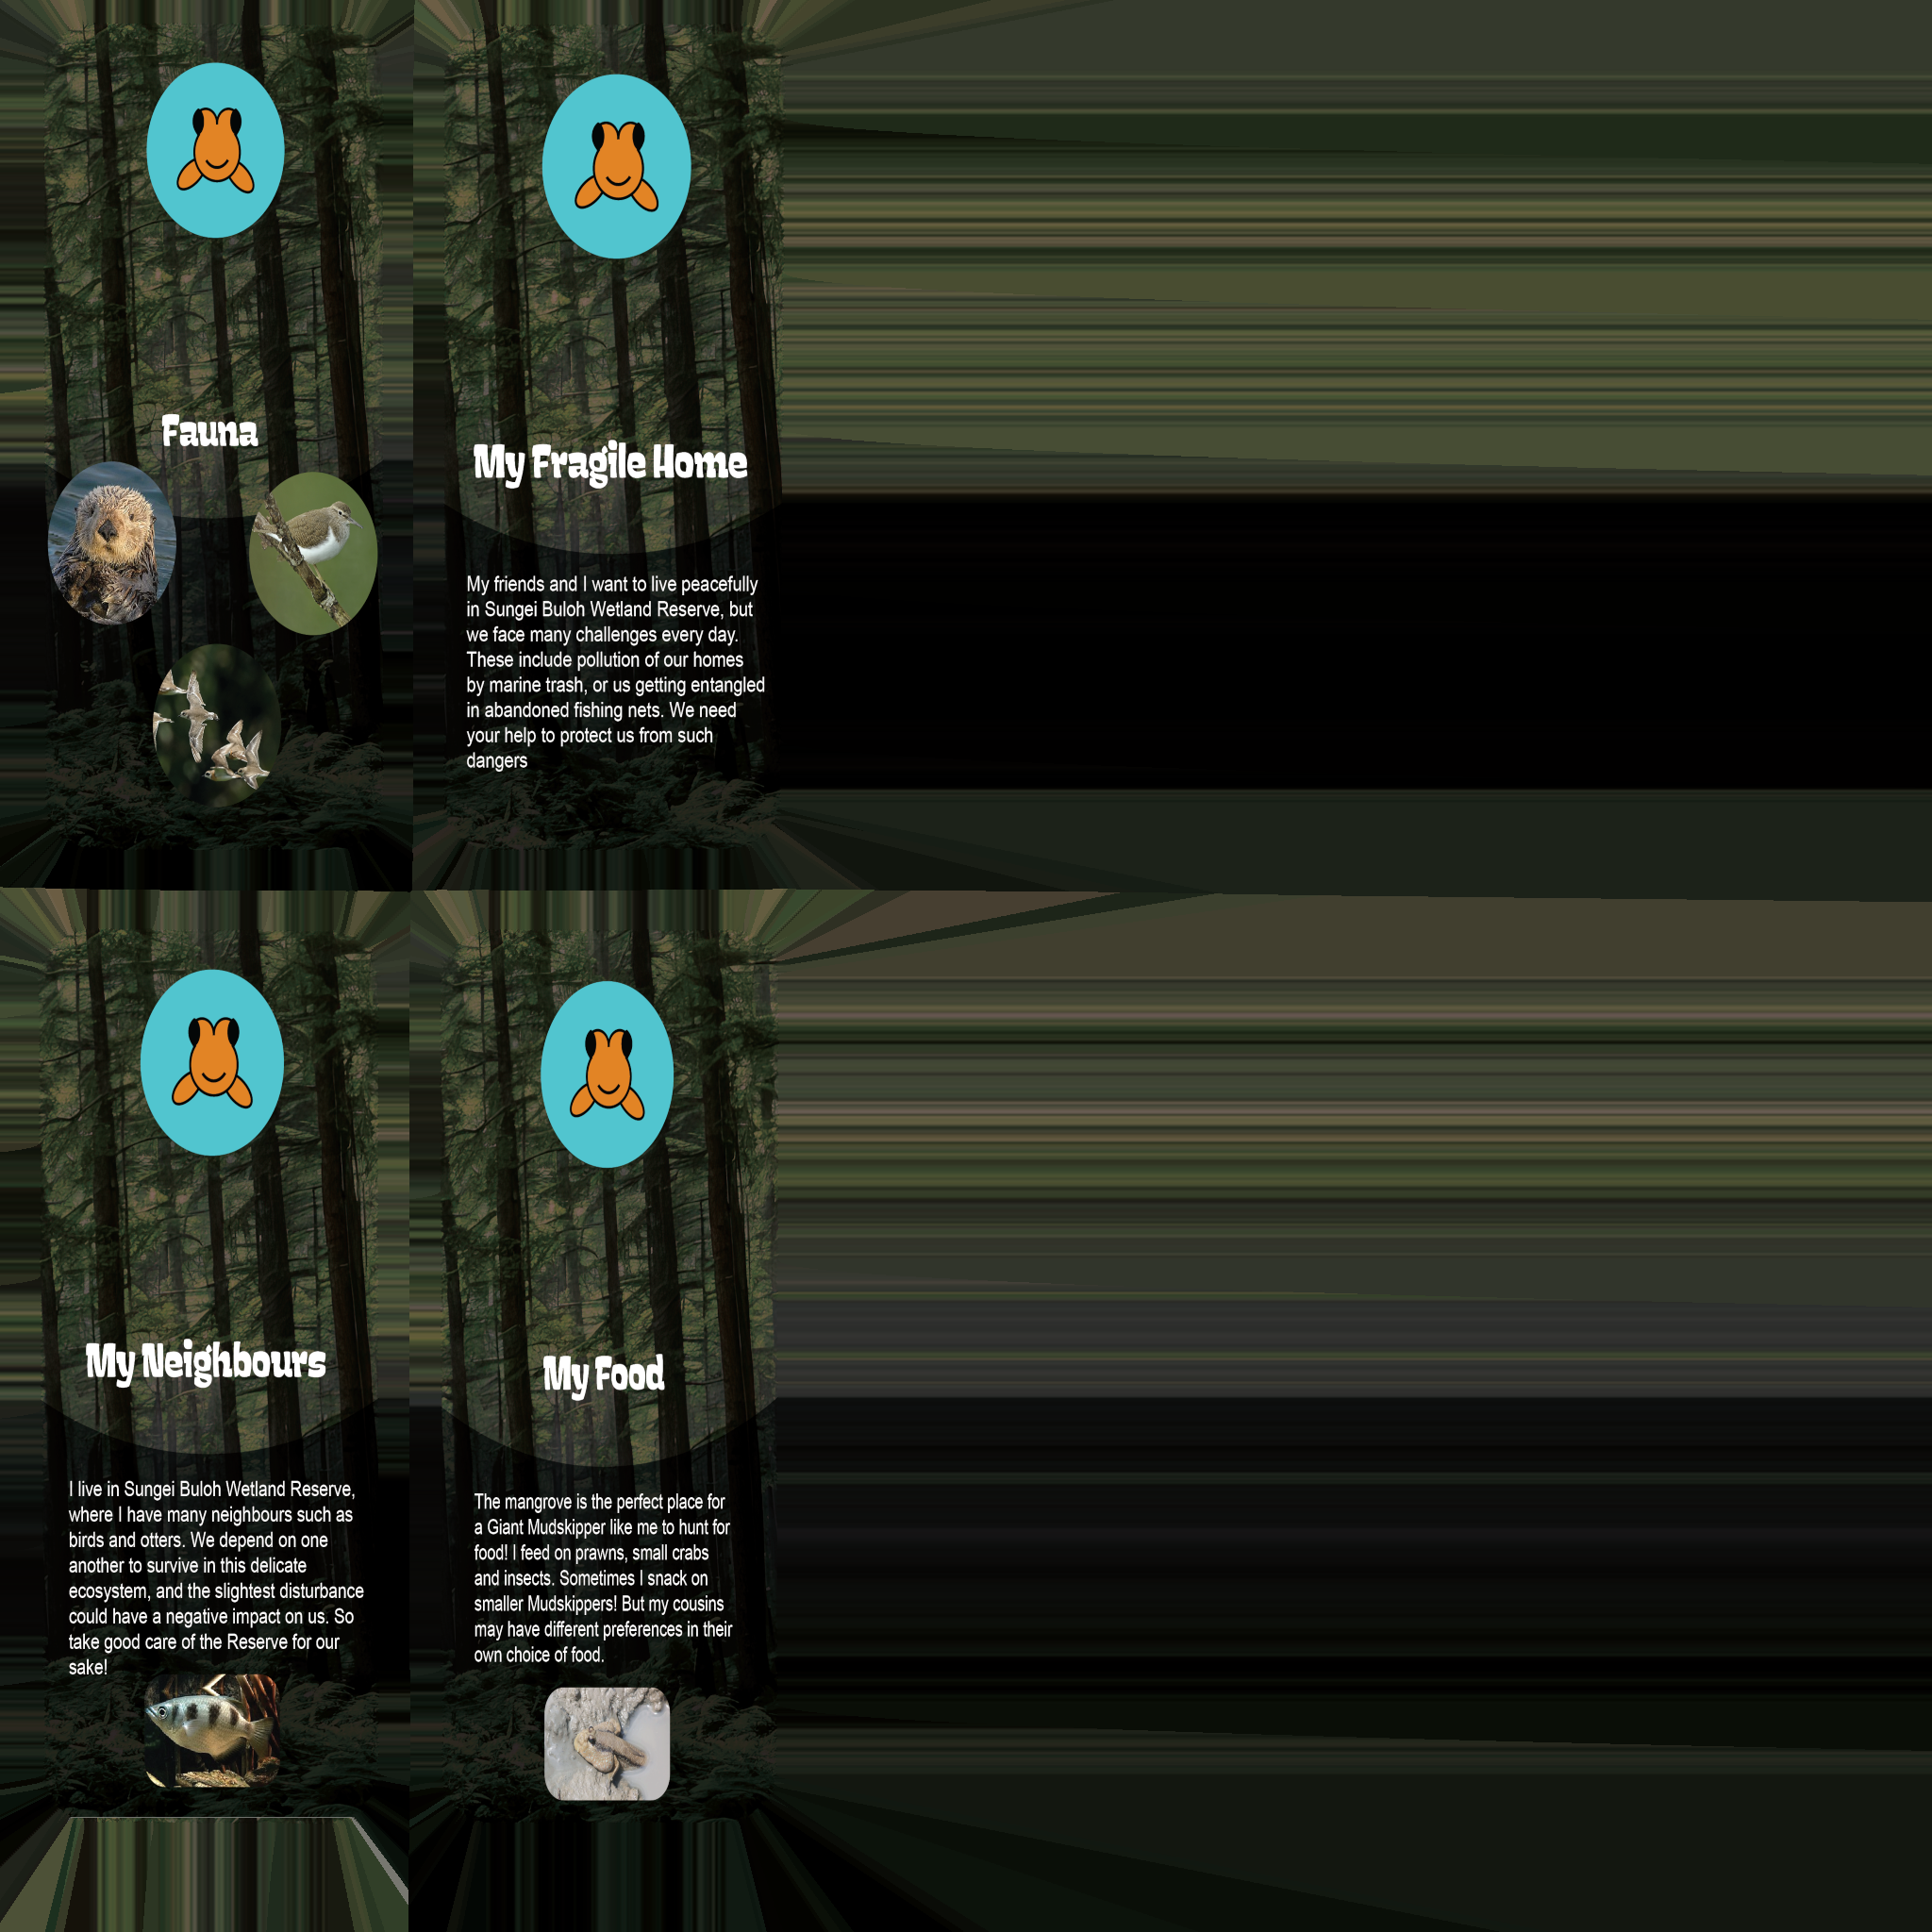 Fauna
My Fragile Home
My friends and I want to live peacefully
in Sungei Buloh Wetland Reserve, but
we face many challenges every day.
These include pollution of our homes
by marine trash, or us getting entangled
in abandoned fishing nets. We need
your help to protect us from such
dangers
My Neighbours
I live in Sungei Buloh Wetland Reserve,
where I have many neighbours such as
birds and otters. We depend on one
another to survive in this delicate
ecosystem, and the slightest disturbance
could have a negative impact on us. So
take good care of the Reserve for our
sake!
My Food
The mangrove is the perfect place for
a Giant Mudskipper like me to hunt for
food! I feed on prawns, small crabs
and insects. Sometimes I snack on
smaller Mudskippers! But my cousins
may have different preferences in their
own choice of food.